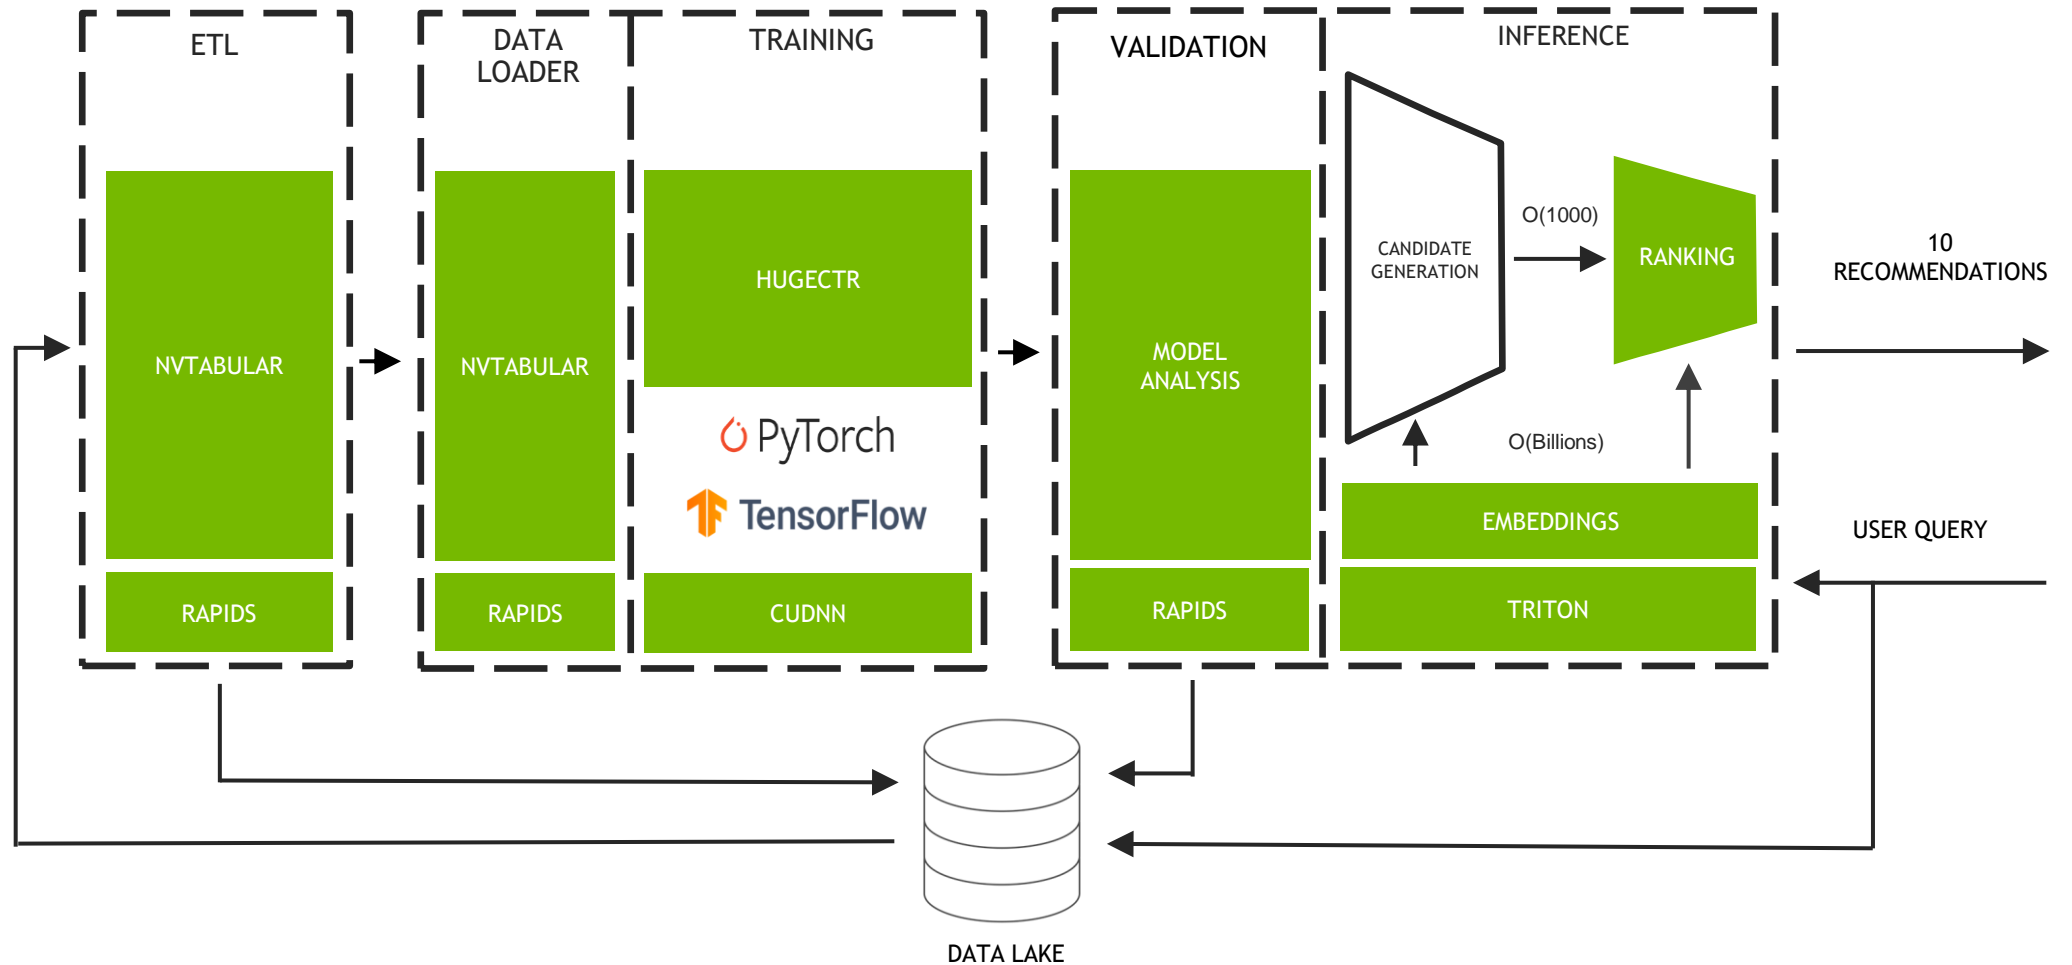 ETL
NVTABULAR
RAPIDS
DATA
LOADER
NVTABULAR
RAPIDS
TRAINING
HUGECTR
PyTorch
TensorFlow
CUDNN
VALIDATION
MODEL
ANALYSIS
RAPIDS
INFERENCE
CANDIDATE
GENERATION
O(1000)
RANKING
O(Billions)
EMBEDDINGS
TRITON
10
RECOMMENDATIONS
USER QUERY
DATA LAKE